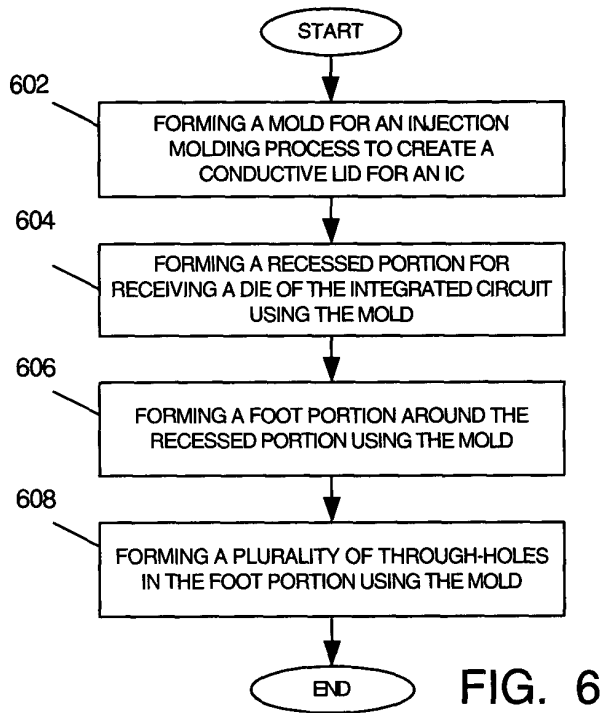 START
602
FORMING A MOLD FOR AN INJECTION
MOLDING PROCESS TO CREATE A
CONDUCTIVE LID FOR AN IC
604
FORMING A RECESSED PORTION FOR
RECEIVING A DIE OF THE INTEGRATED CIRCUIT
USING THE MOLD
606
FORMING A FOOT PORTION AROUND THE
RECESSED PORTION USING THE MOLD
608
FORMING A PLURALITY OF THROUGH-HOLES
IN THE FOOT PORTION USING THE MOLD
END
FIG. 6